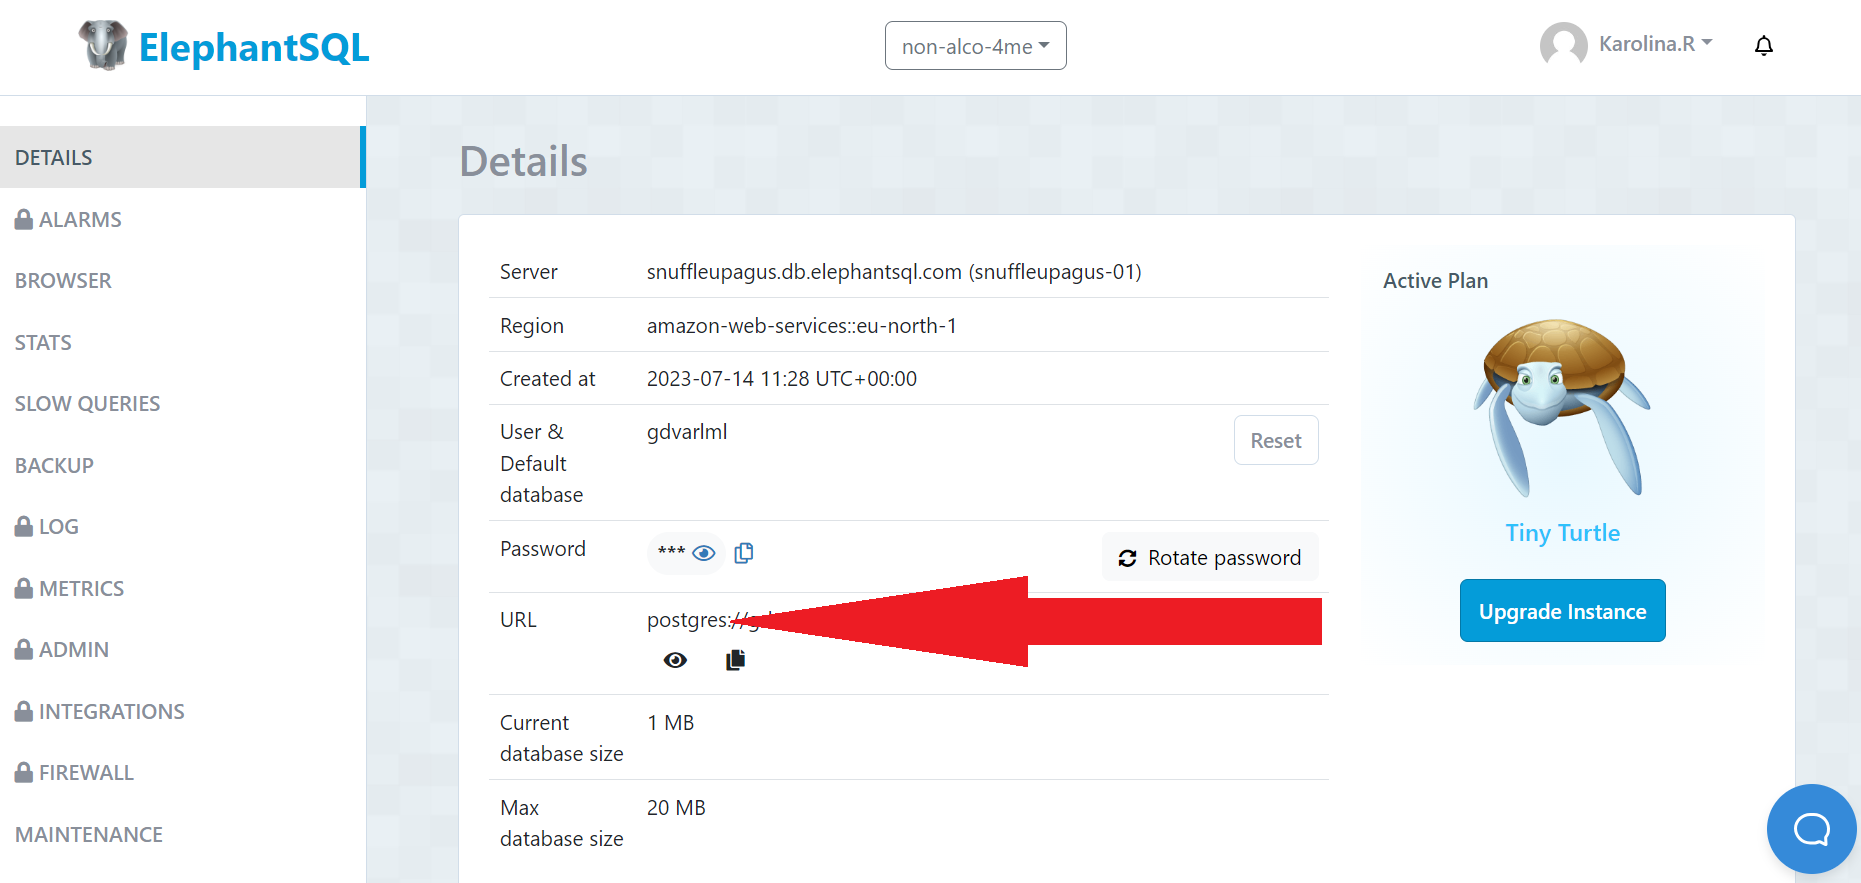 ElephantSQL
non-alco-4me
Karolina.R
DETAILS
ALARMS
BROWSER
STATS
SLOW QUERIES
BACKUP
LOG
METRICS
ADMIN
INTEGRATIONS
FIREWALL
MAINTENANCE
Details
Server snuffleupagus.db.elephantsql.com (snuffleupagus-01)
Region amazon-web-services::eu-north-1
Created at 2023-07-14 11:28 UTC+00:00
User & gdvarlml Reset
Default
database
Password *** Rotate password
URL postgres://
Current 1 MB
database size
Max 20 MB
database size
Active Plan
Tiny Turtle
Upgrade Instance